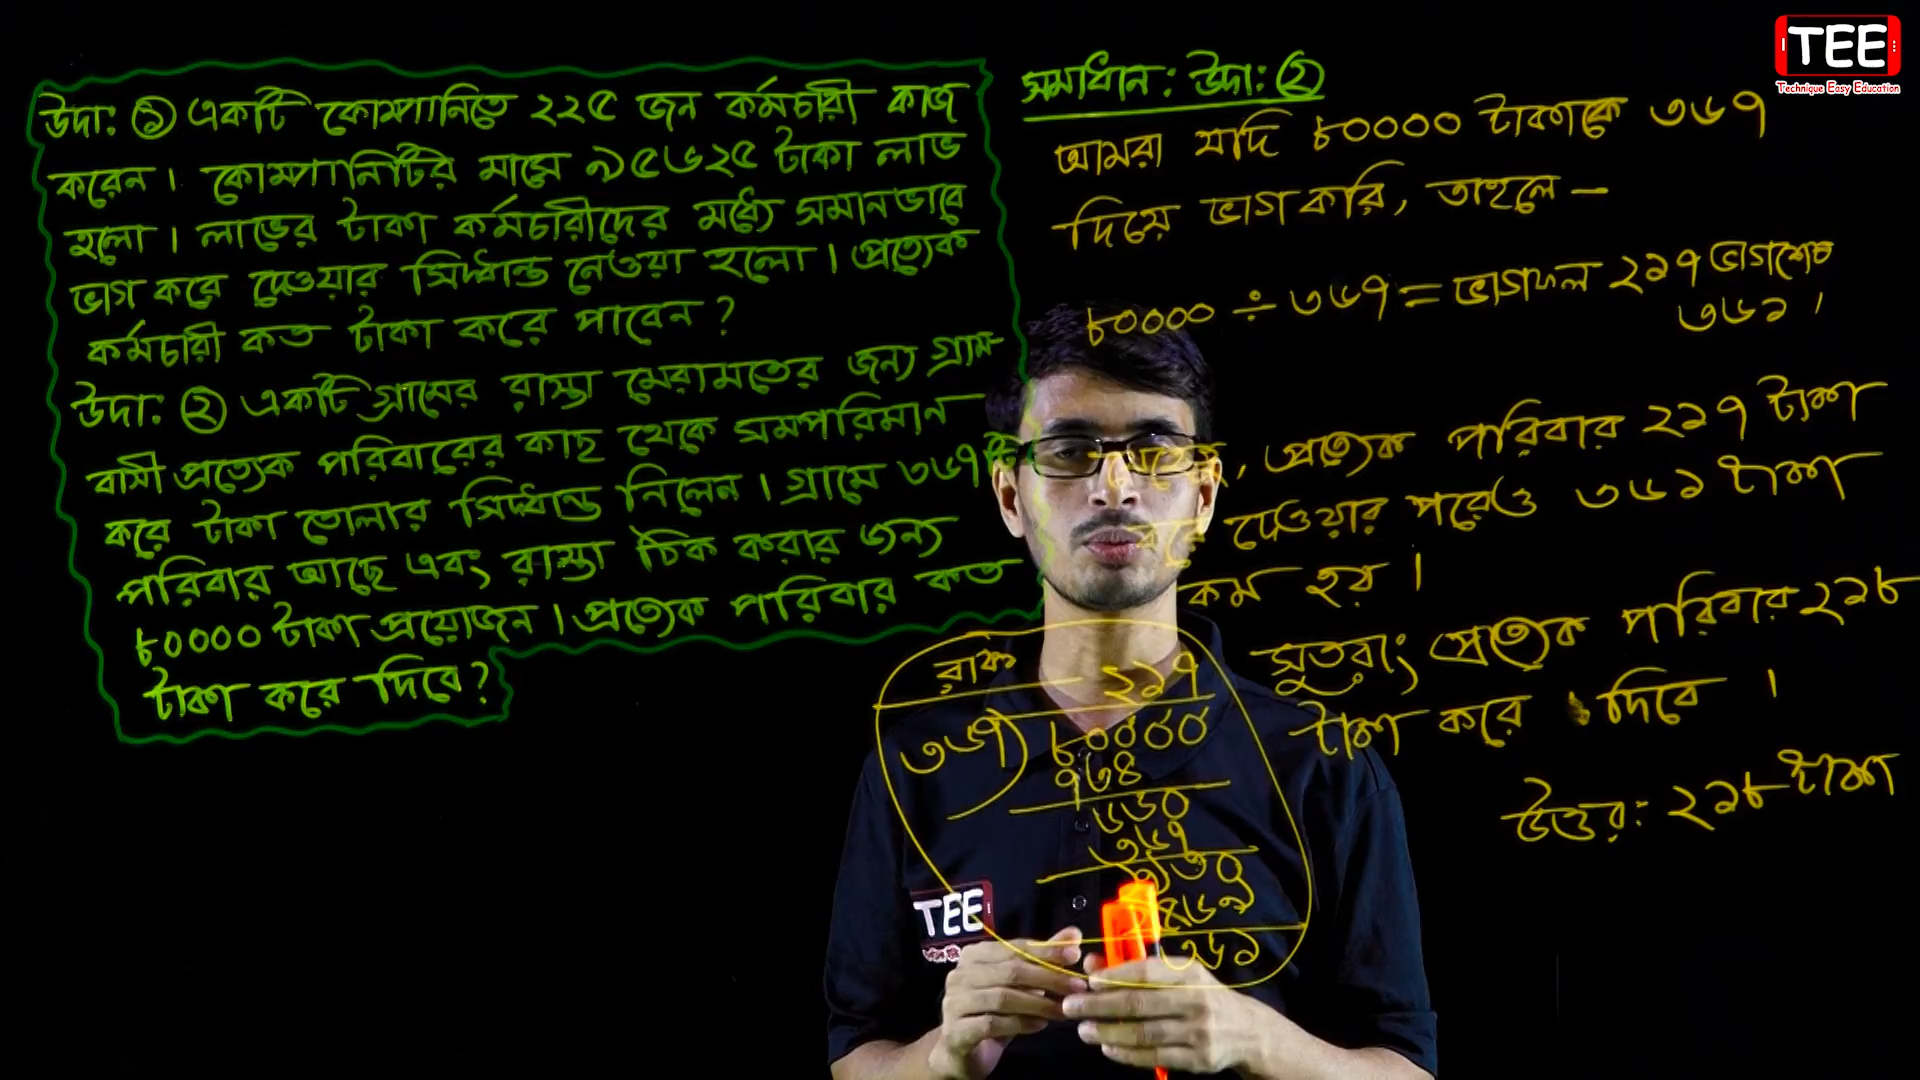 উদা: ① একটি কোম্পানিতে ২২৫ জন কর্মচারী কাজ
করেন। কোম্পানিটির মাসে ৯৫৬২৫ টাকা লাভ
হলো। লাভের টাকা কর্মচারীদের মধ্যে সমানভাবে
ভাগ করে দেওয়ার সিদ্ধান্ত নেওয়া হলো। প্রত্যেক
কর্মচারী কত টাকা করে পাবেন?
উদা: ② একটি গ্রামের রাস্তা মেরামতের জন্য গ্রাম
বাসী প্রত্যেক পরিবারের কাছ থেকে সমপরিমান
করে টাকা তোলার সিদ্ধান্ত নিলেন। গ্রামে ৩৬৭
পরিবার আছে এবং রাস্তা ঠিক করার জন্য
৮০০০০ টাকা প্রয়োজন। প্রত্যেক পরিবার কত
টাকা করে দিবে?
সমাধান: উদা: ②
আমরা যদি ৮০০০০ টাকাকে ৩৬৭
দিয়ে ভাগ করি, তাহলে –
৮০০০০ ÷ ৩৬৭ = ভাগফল ২১৭ ভাগশেষ
৩৬১।
প্রত্যেক পরিবার ২১৭ টাকা
করে দেওয়ার পরেও ৩৬১ টাকা
কম হয়।
সুতরাং প্রত্যেক পরিবার ২১৮
টাকা করে দিবে।
উত্তর: ২১৮ টাকা
রাফ
২১৭
৩৬৭) ৮০০০০
৭৩৪
৬৬০
৩৬৭
২৯৩০
২৫৬৯
৩৬১
TEE
Technique Easy Education
TEE